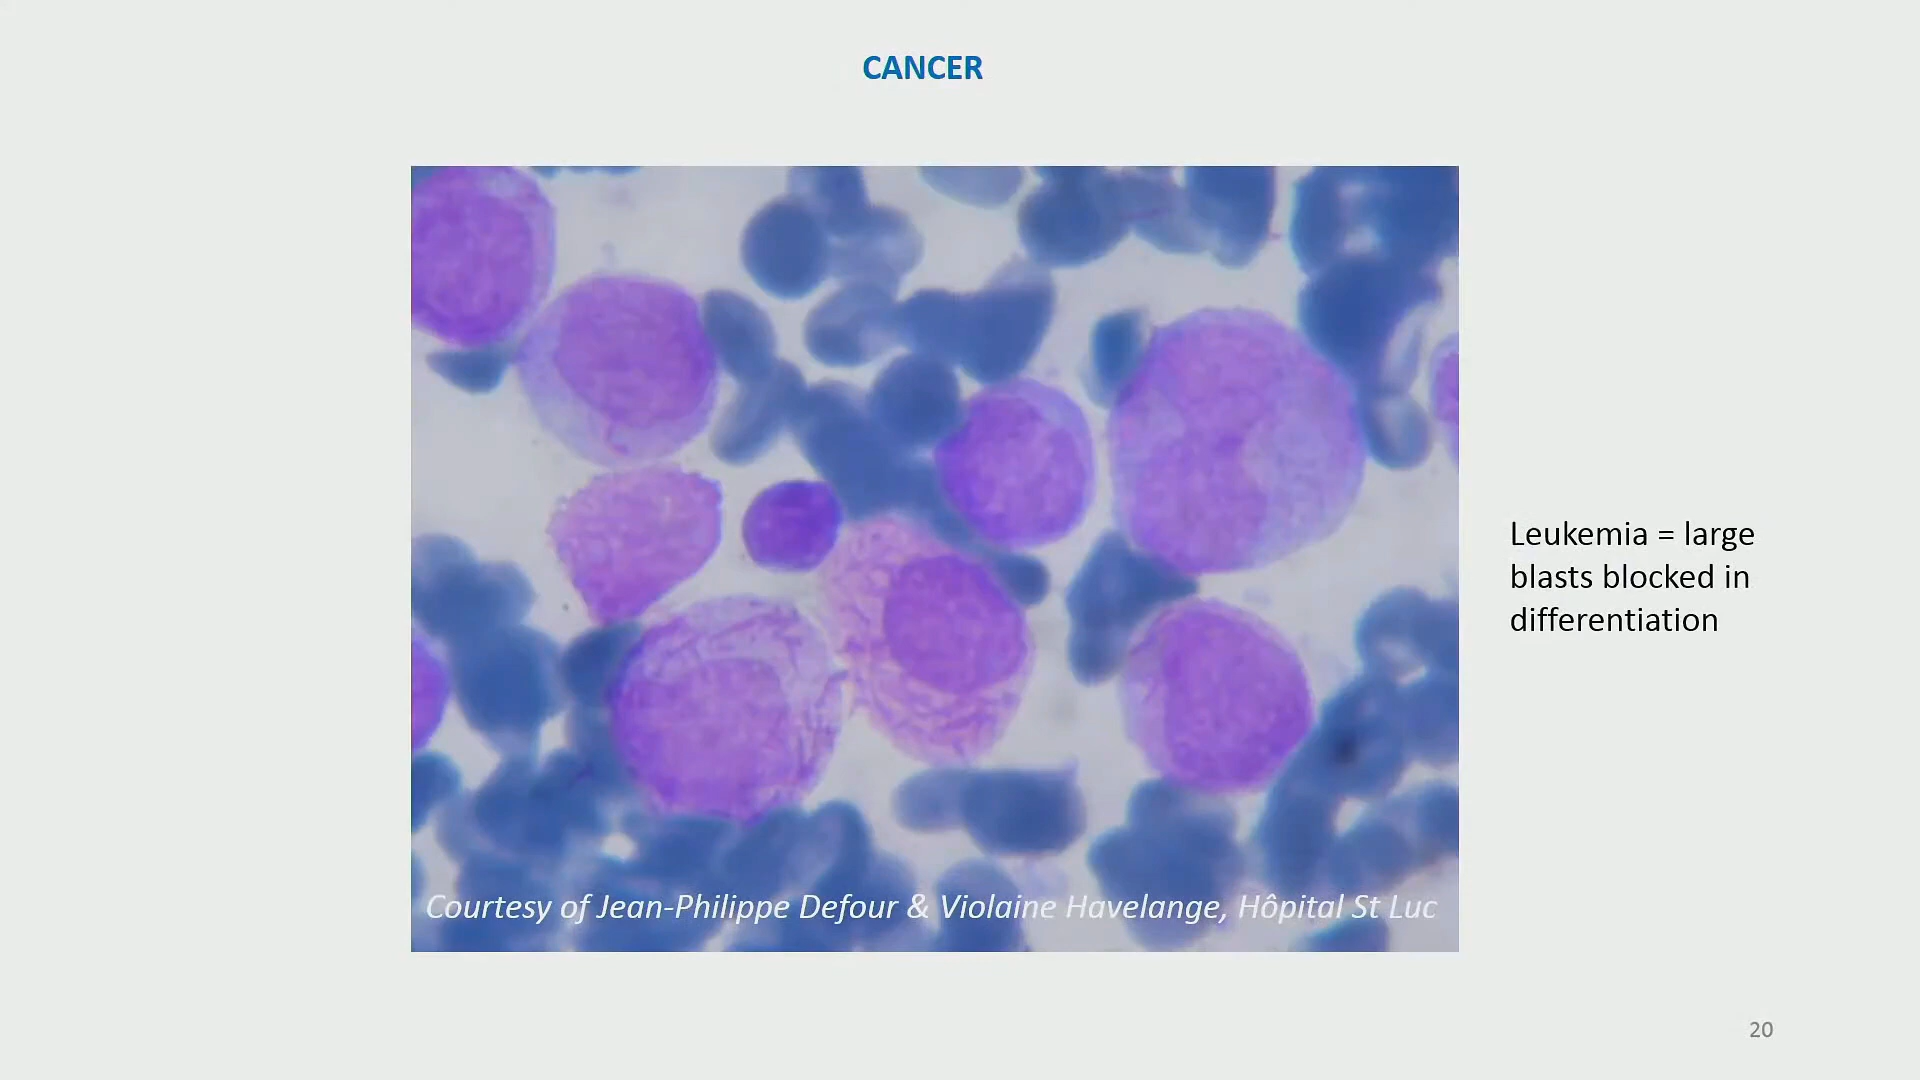 CANCER
Leukemia = large
blasts blocked in
differentiation
Courtesy of Jean-Philippe Defour & Violaine Havelange, Hôpital St Luc
20